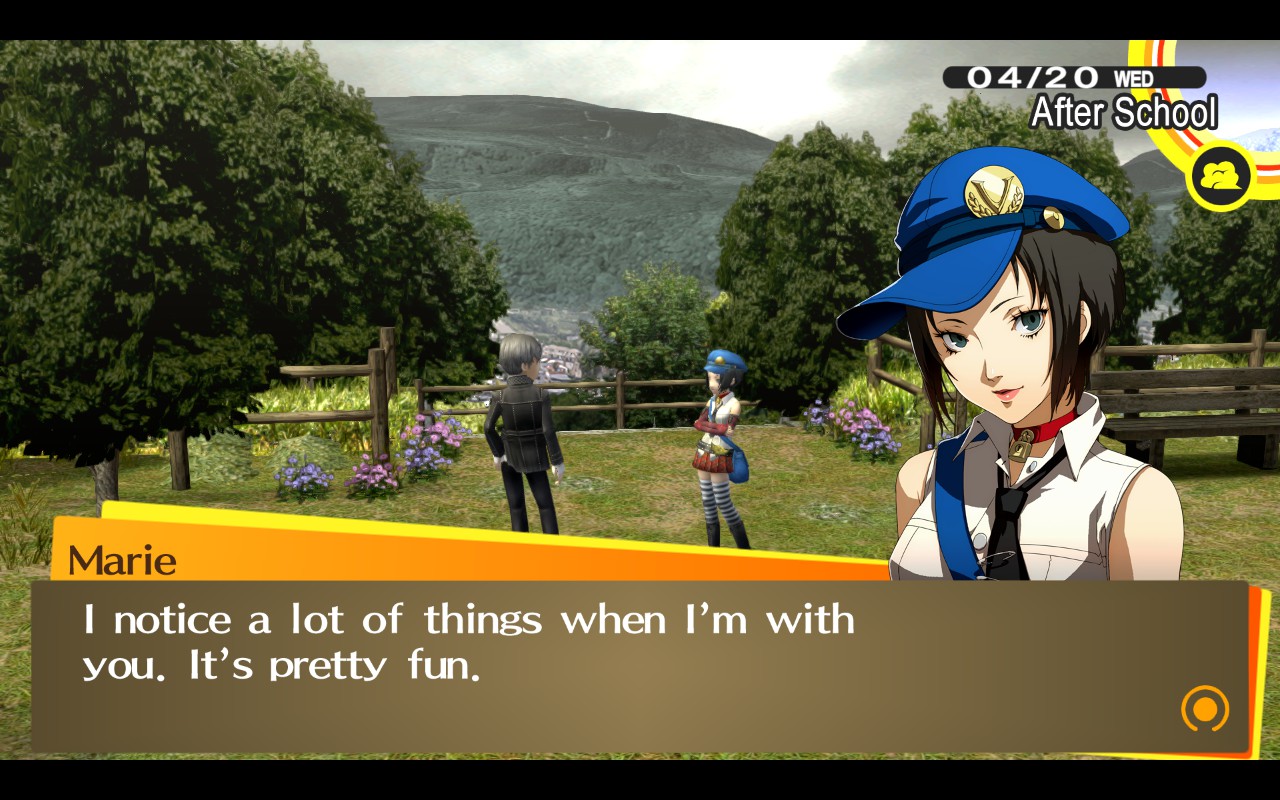 04/20 WED
After School
V
Marie
I notice a lot of things when I'm with
you. It's pretty fun.